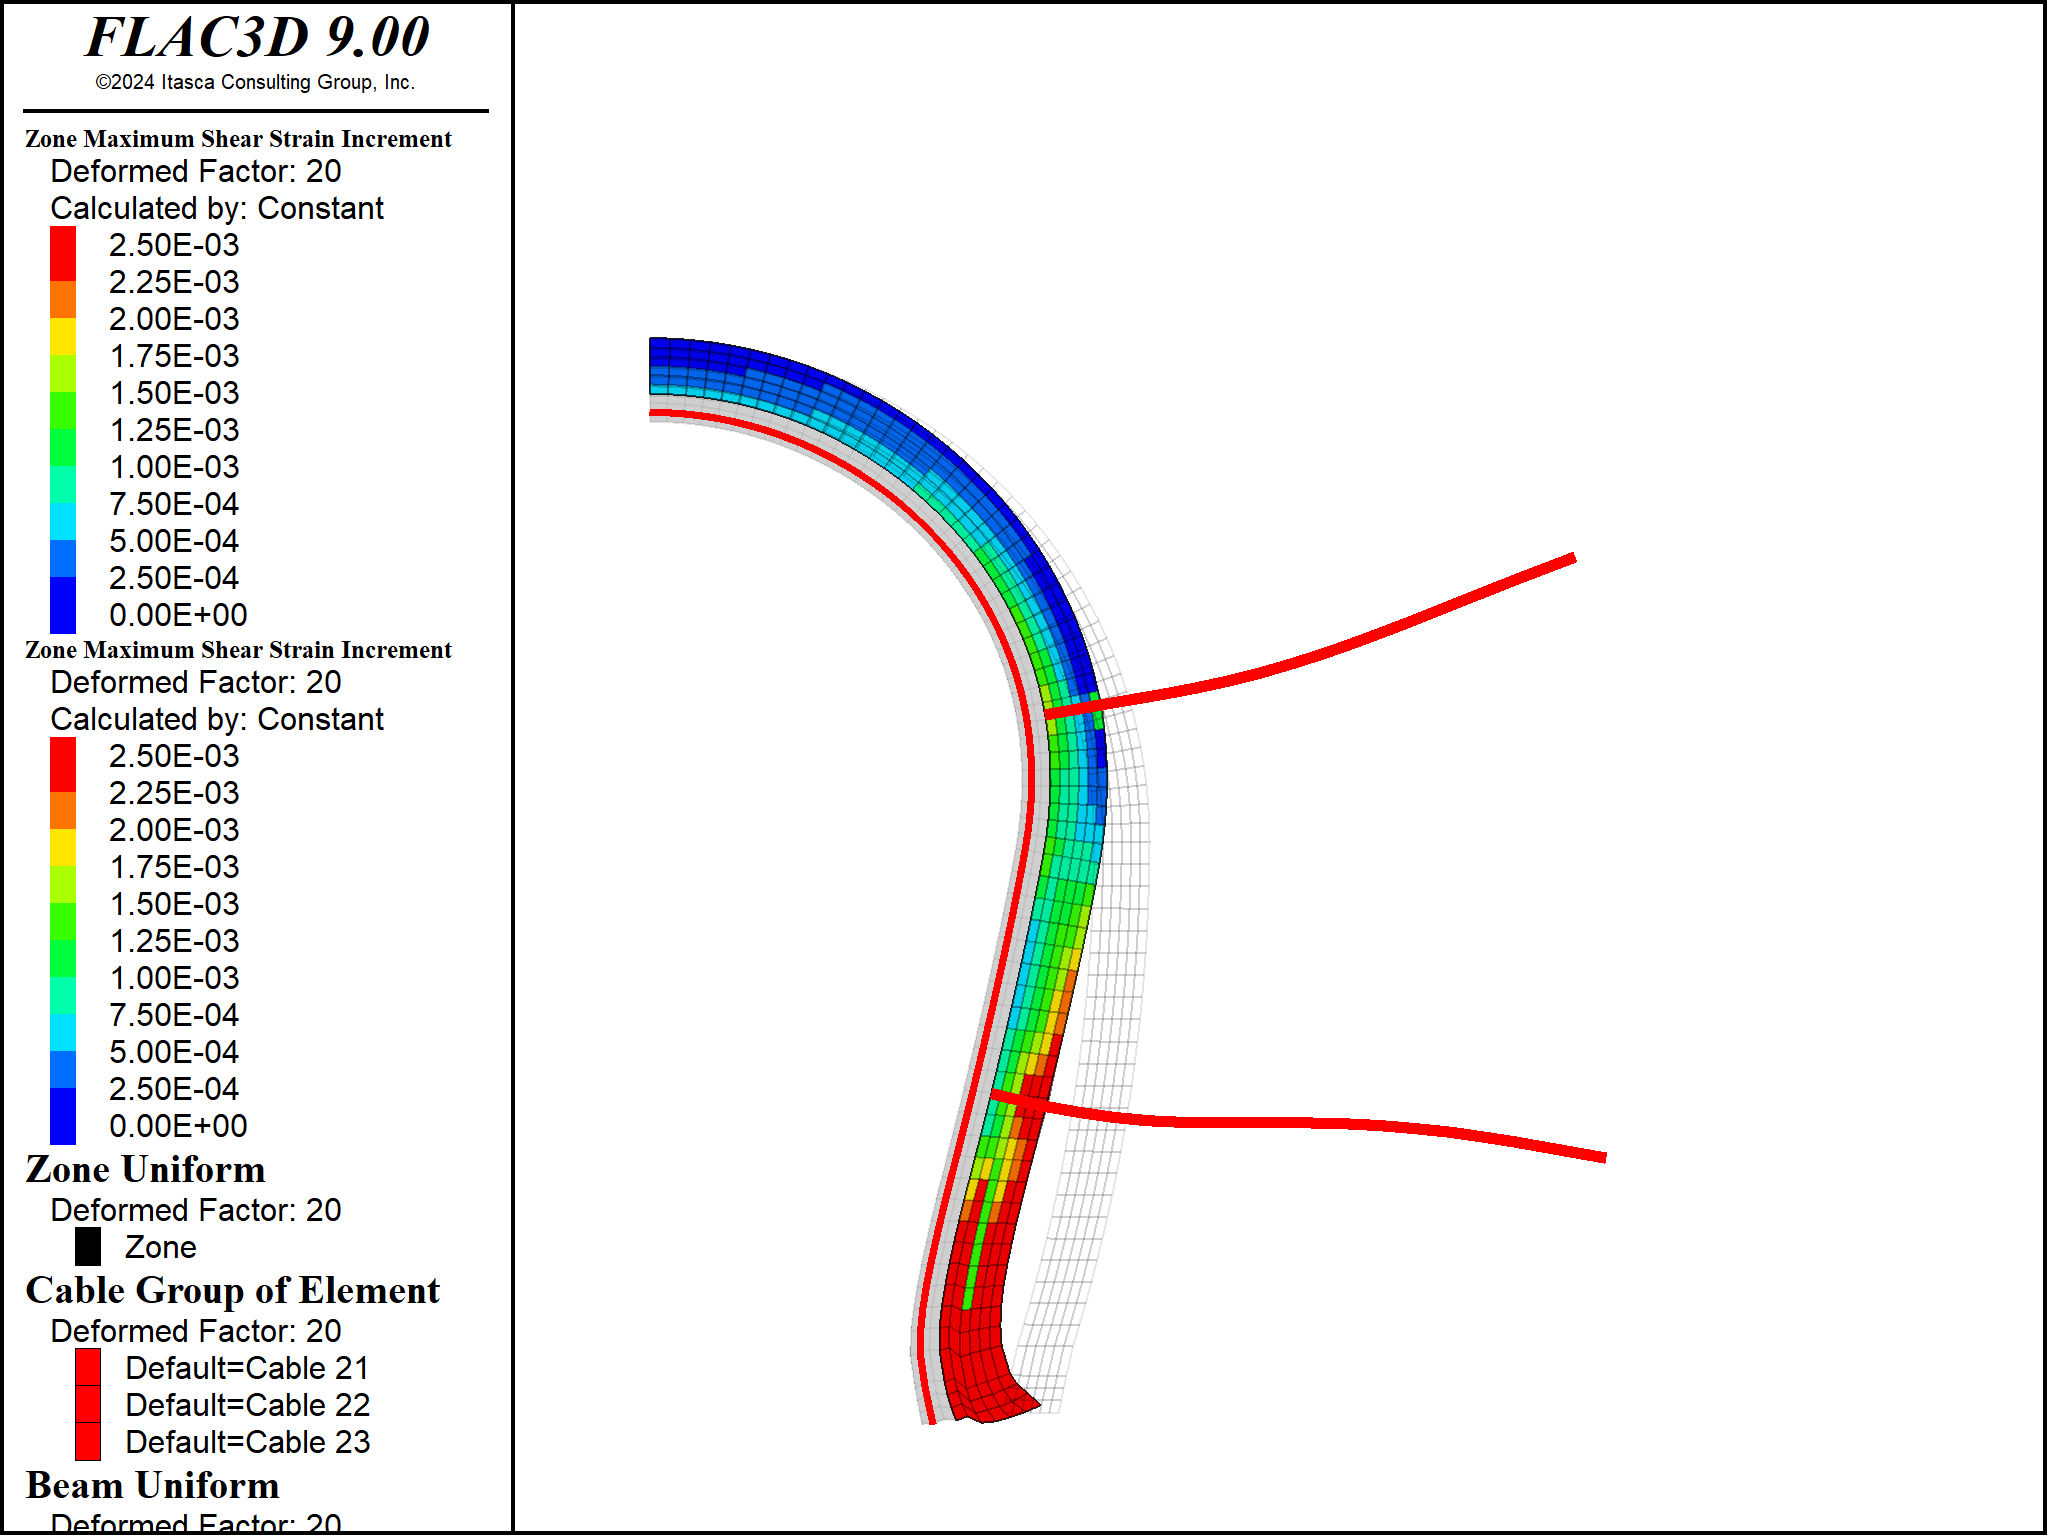 FLAC3D 9.00
©2024 Itasca Consulting Group, Inc.
Zone Maximum Shear Strain Increment
Deformed Factor: 20
Calculated by: Constant
2.50E-03
2.25E-03
2.00E-03
1.75E-03
1.50E-03
1.25E-03
1.00E-03
7.50E-04
5.00E-04
2.50E-04
0.00E+00
Zone Maximum Shear Strain Increment
Deformed Factor: 20
Calculated by: Constant
2.50E-03
2.25E-03
2.00E-03
1.75E-03
1.50E-03
1.25E-03
1.00E-03
7.50E-04
5.00E-04
2.50E-04
0.00E+00
Zone Uniform
Deformed Factor: 20
Zone
Cable Group of Element
Deformed Factor: 20
Default=Cable 21
Default=Cable 22
Default=Cable 23
Beam Uniform
Deformed Factor: 20